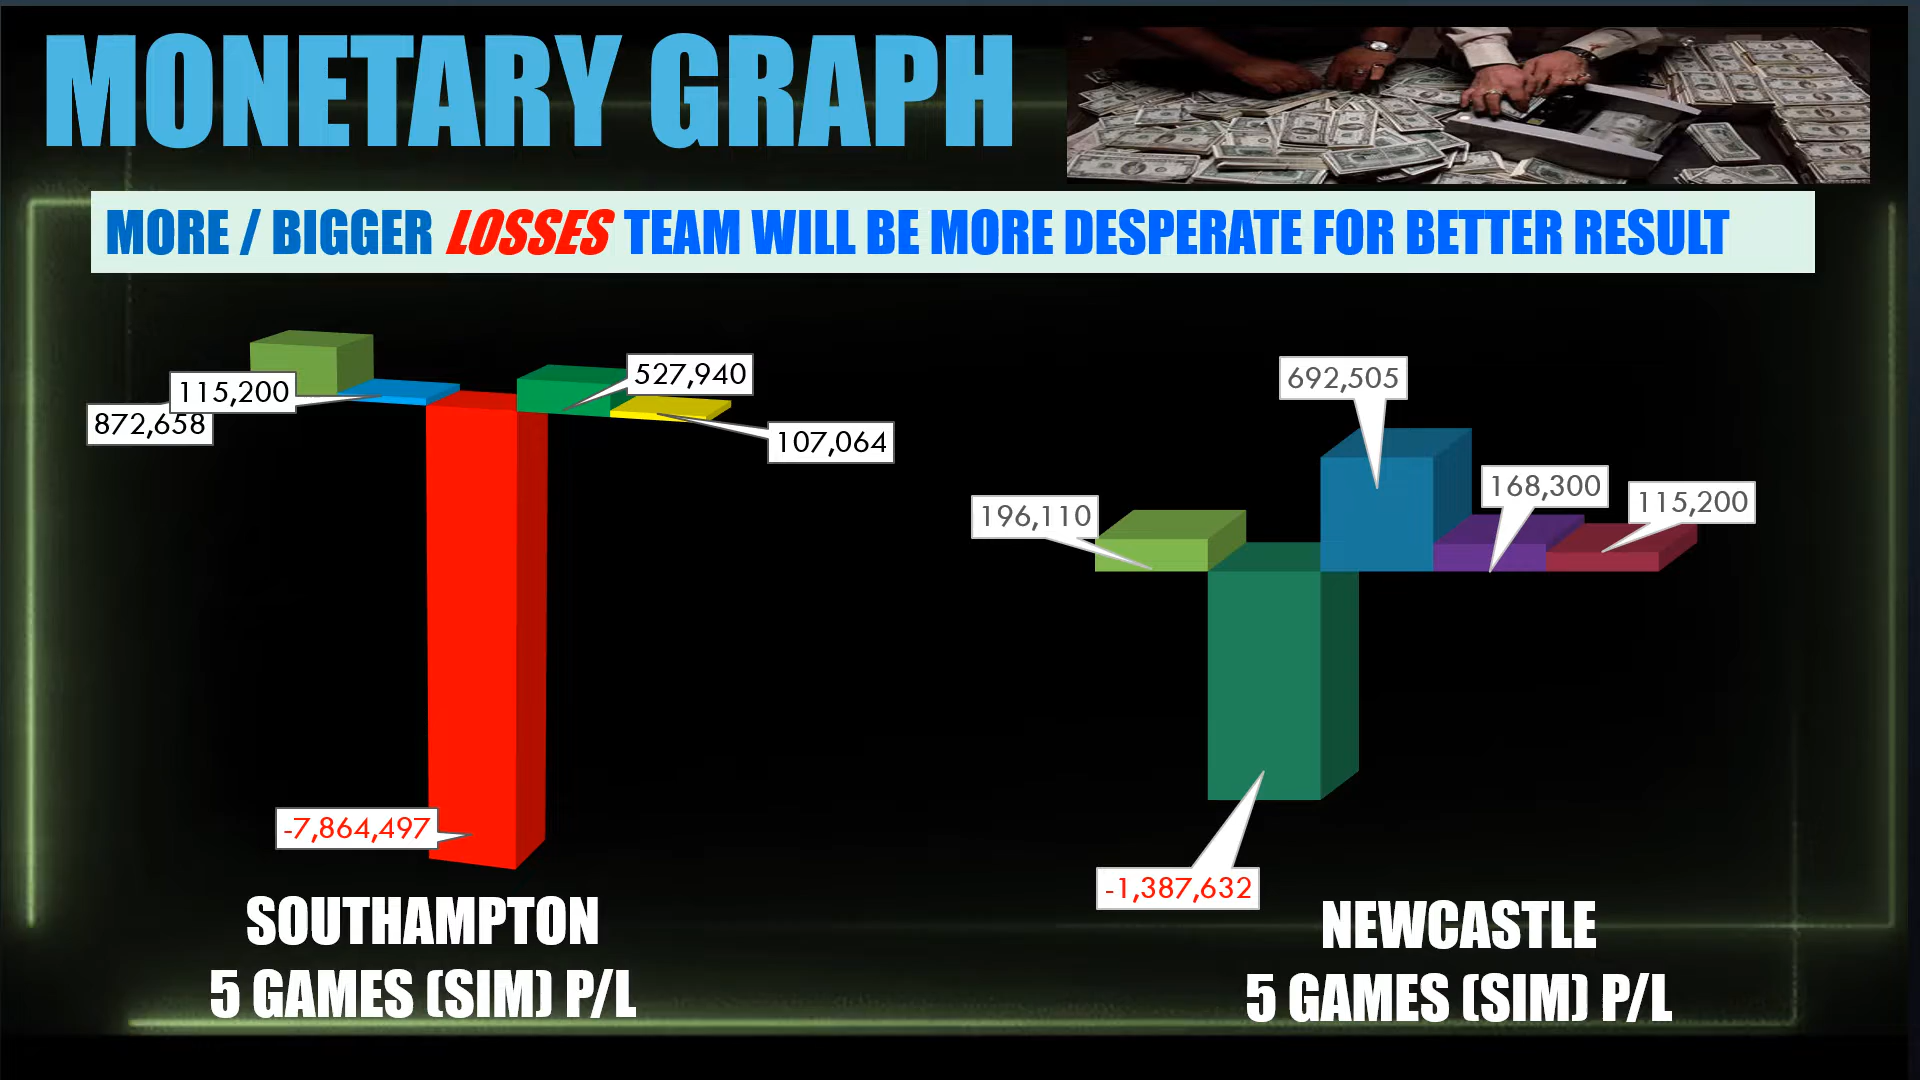 MONETARY GRAPH
MORE / BIGGER LOSSES TEAM WILL BE MORE DESPERATE FOR BETTER RESULT
872,658
115,200
-7,864,497
527,940
107,064
SOUTHAMPTON
5 GAMES (SIM) P/L
196,110
-1,387,632
692,505
168,300
115,200
NEWCASTLE
5 GAMES (SIM) P/L